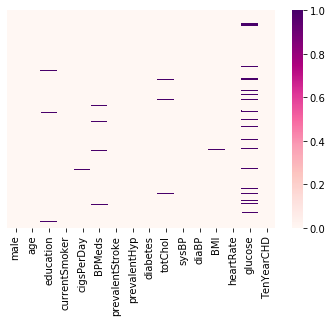 1.0
0.8
0.6
0.4
0.2
0.0
male
age
education
currentSmoker
cigsPerDay
BPMeds
prevalentStroke
prevalentHyp
diabetes
totChol
sysBP
diaBP
BMI
heartRate
glucose
TenYearCHD